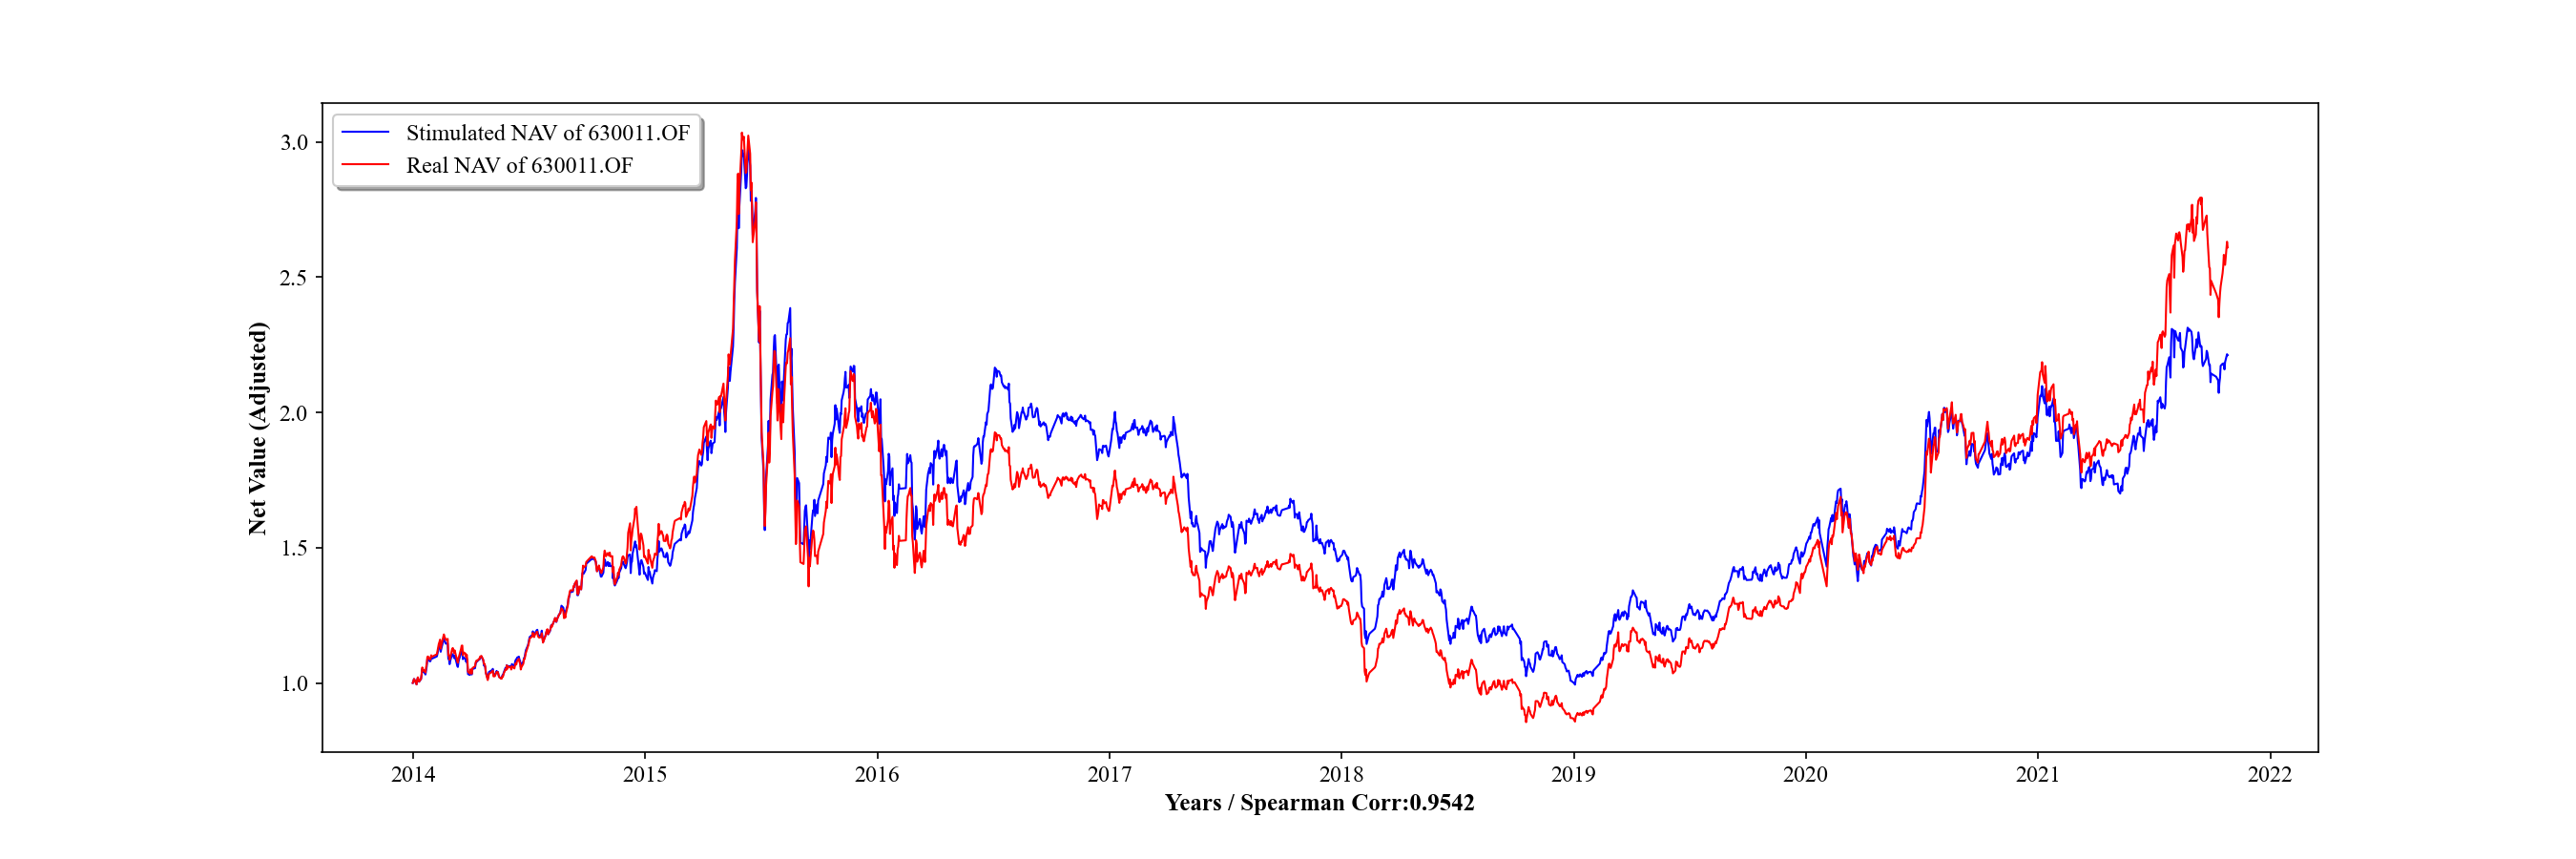 Stimulated NAV of 630011.OF
Real NAV of 630011.OF
Net Value (Adjusted)
3.0
2.5
2.0
1.5
1.0
2014 2015 2016 2017 2018 2019 2020 2021 2022
Years / Spearman Corr:0.9542